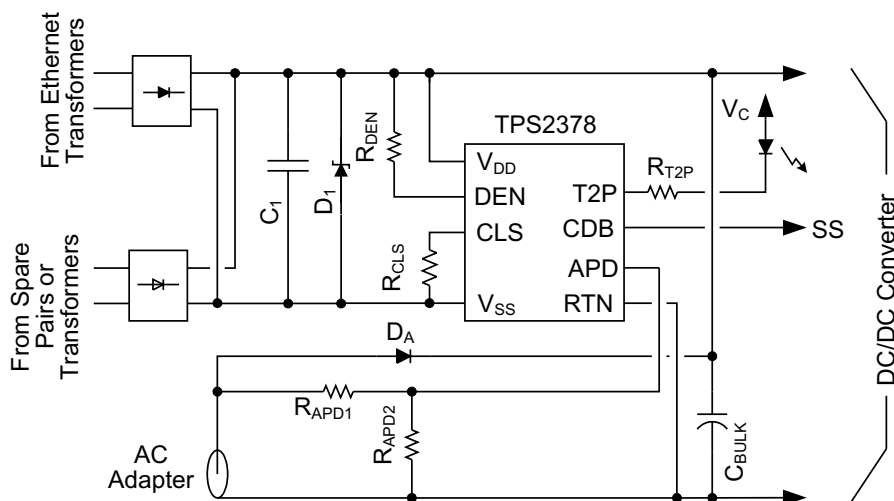 From Ethernet
Transformers
From Spare
Pairs or
Transformers
C1
D1
RDEN
RCLS
TPS2378
VDD
DEN
CLS
VSS
T2P
CDB
APD
RTN
RT2P
VC
SS
DC/DC Converter
DA
RAPD1
RAPD2
CBULK
AC
Adapter